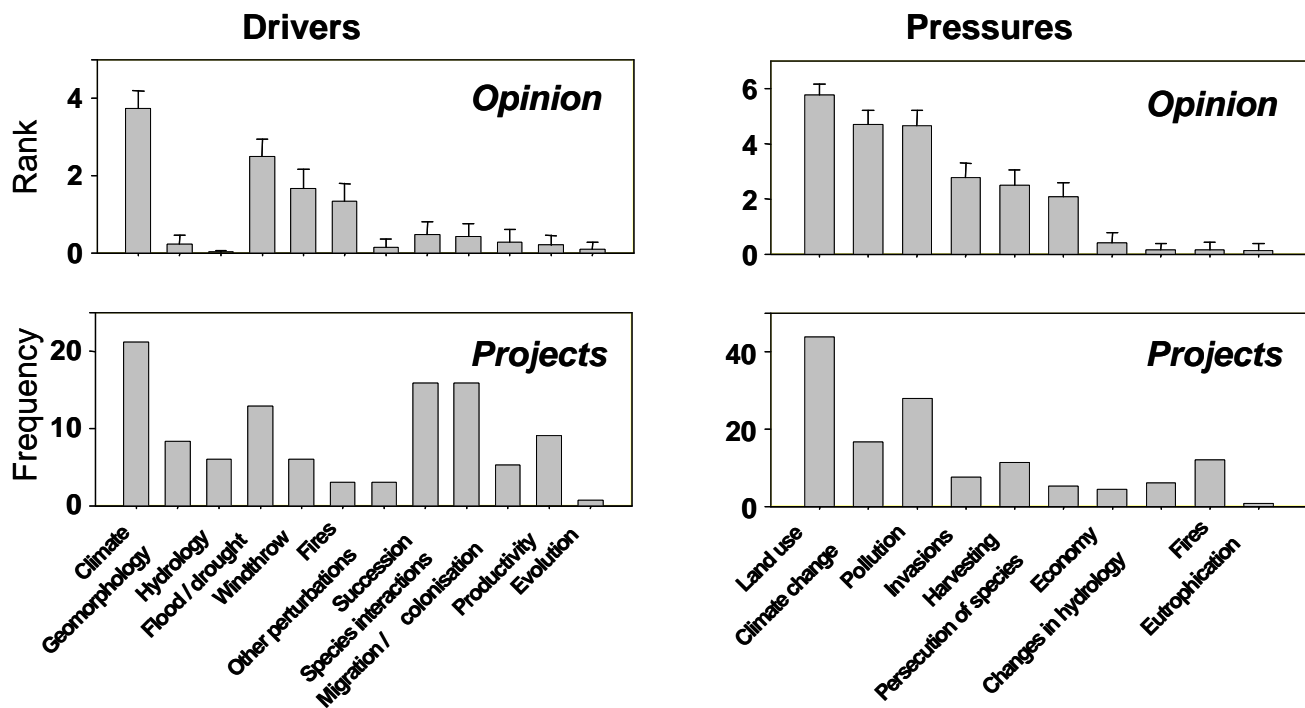 Drivers
Pressures
Opinion
Rank
4
2
0
Opinion
6
4
2
0
Projects
Frequency
20
10
0
Projects
40
20
0
Climate
Geomorphology
Hydrology
Flood / drought
Windthrow
Fires
Other perturbations
Succession
Species interactions
Migration / colonisation
Productivity
Evolution
Land use
Climate change
Pollution
Invasions
Harvesting
Persecution of species
Economy
Changes in hydrology
Fires
Eutrophication